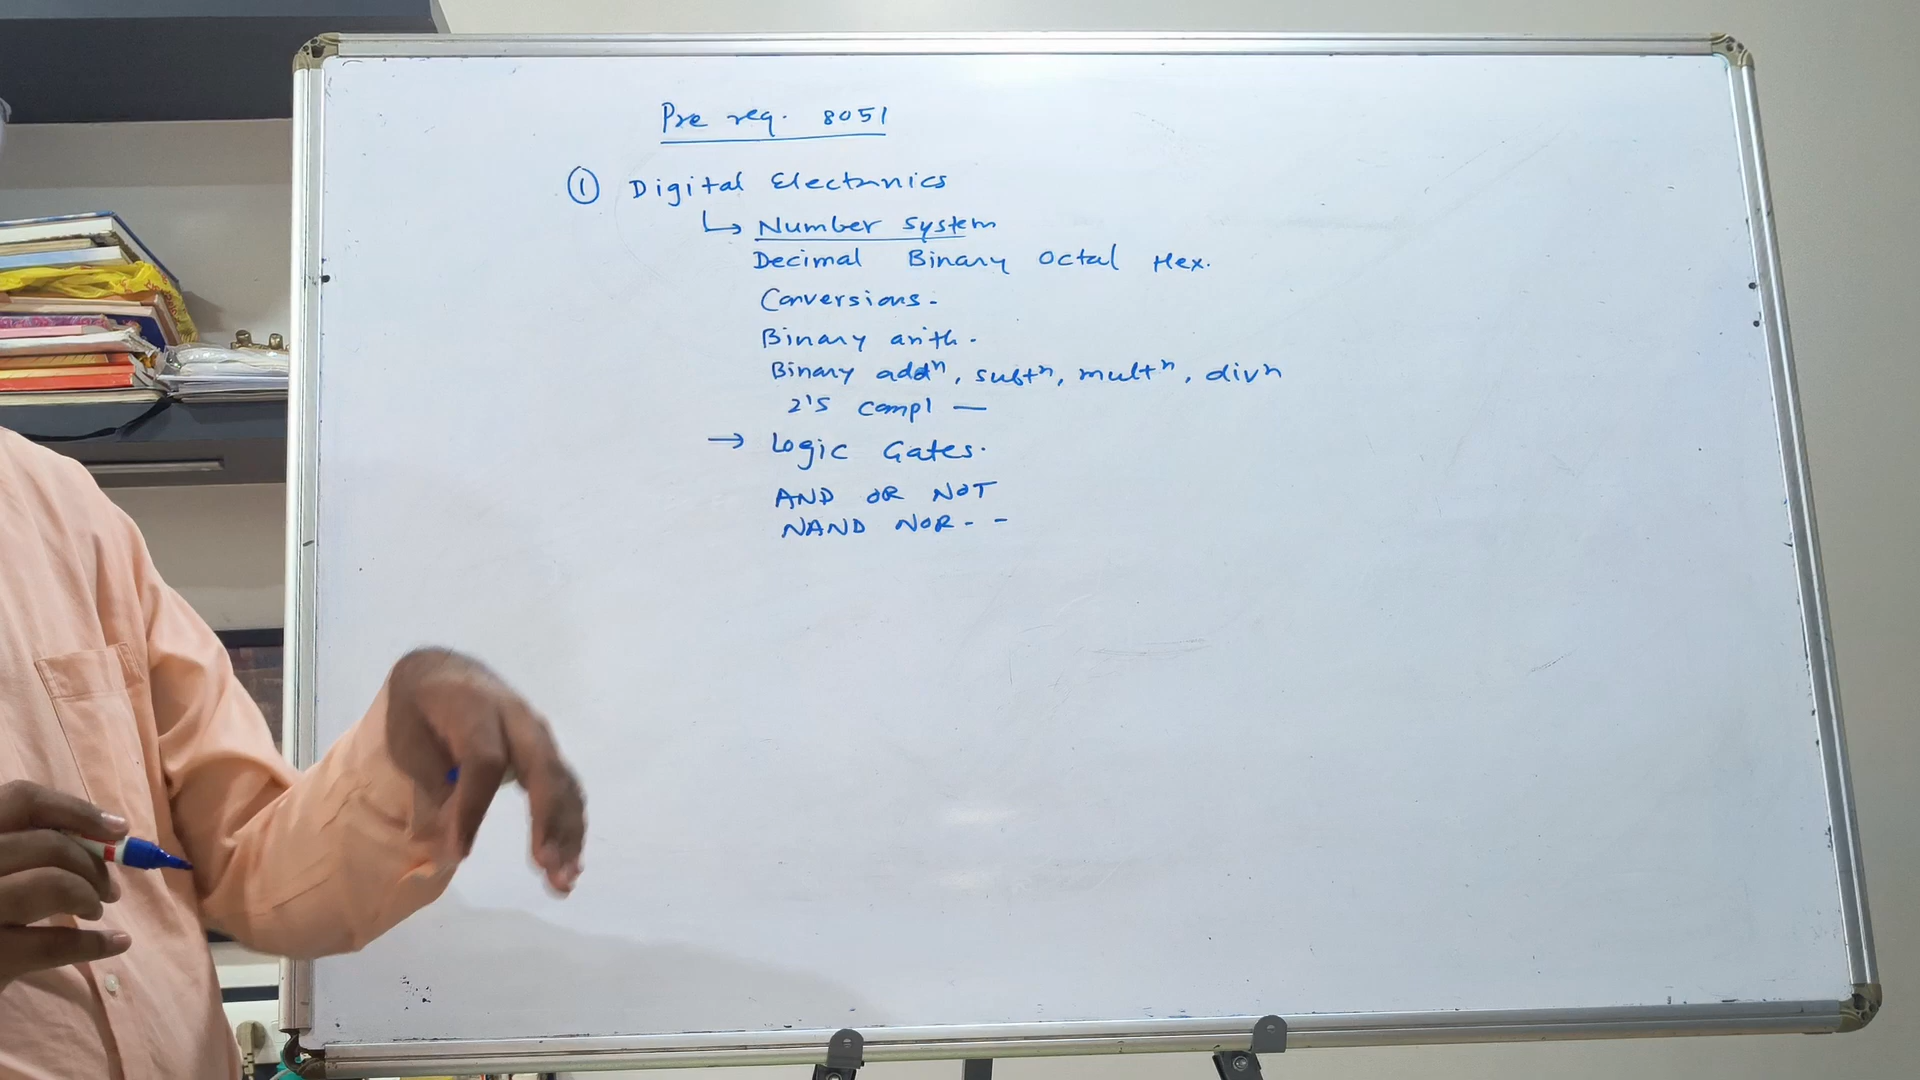 Pre req. 8051
① Digital Electronics
↳ Number System
Decimal Binary Octal Hex.
Conversions.
Binary arith.
Binary addⁿ, subtⁿ, multⁿ, divⁿ
2's compl —
→ Logic Gates.
AND OR NOT
NAND NOR - -